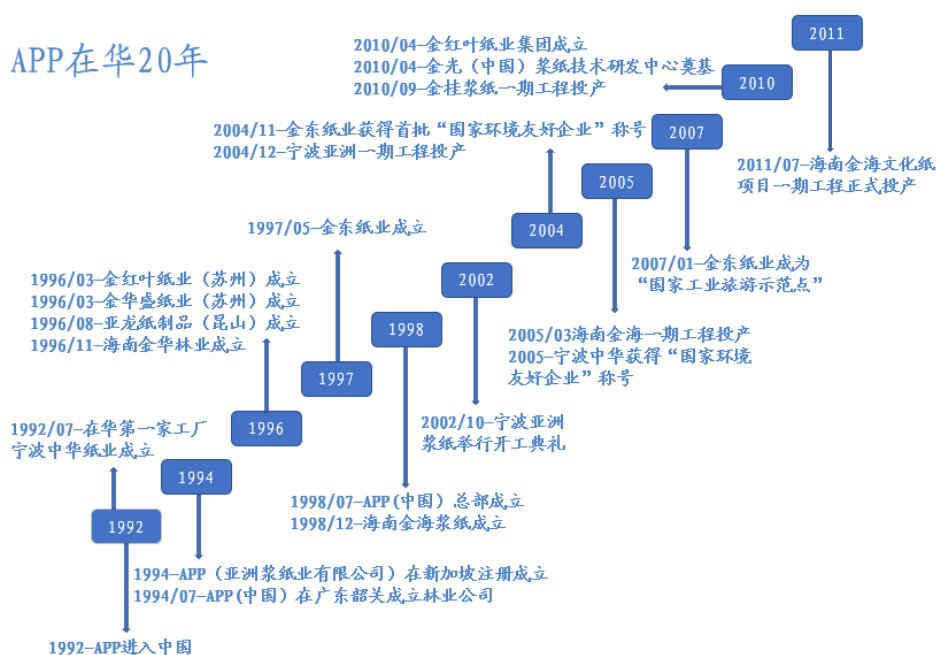 APP在华20年
2011
2010/04-金红叶纸业集团成立
2010/04-金光（中国）浆纸技术研发中心奠基
2010/09-金桂浆纸一期工程投产
2010
2004/11-金东纸业获得首批“国家环境友好企业”称号
2004/12-宁波亚洲一期工程投产
2007
2011/07-海南金海文化纸
项目一期工程正式投产
2005
1997/05-金东纸业成立
2004
2007/01-金东纸业成为
“国家工业旅游示范点”
1996/03-金红叶纸业（苏州）成立
1996/03-金华盛纸业（苏州）成立
1996/08-亚龙纸制品（昆山）成立
1996/11-海南金华林业成立
2002
1998
2005/03海南金海一期工程投产
2005-宁波中华获得“国家环境
友好企业”称号
1997
1992/07-在华第一家工厂
宁波中华纸业成立
1996
2002/10-宁波亚洲
浆纸举行开工典礼
1994
1998/07-APP(中国）总部成立
1998/12-海南金海浆纸成立
1992
1994-APP（亚洲浆纸业有限公司）在新加坡注册成立
1994/07-APP(中国）在广东韶关成立林业公司
1992-APP进入中国